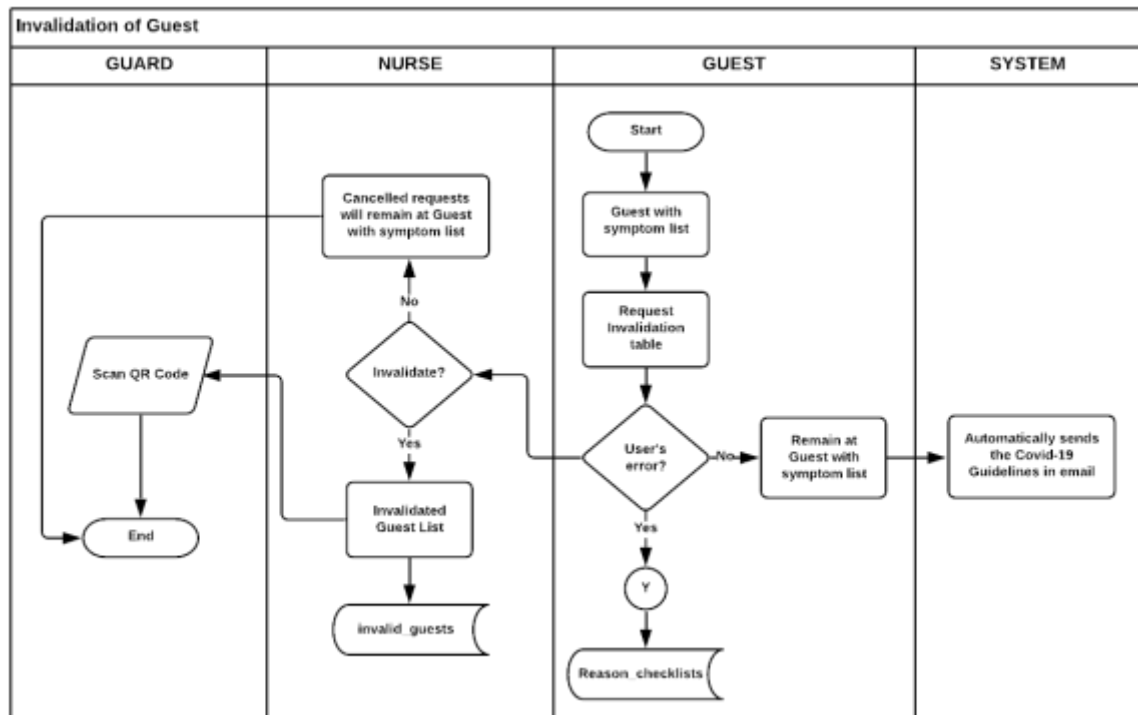 Invalidation of Guest
GUARD
NURSE
GUEST
SYSTEM
Start
Cancelled requests
will remain at Guest
with symptom list
Guest with
symptom list
No
Request
Invalidation
table
Scan QR Code
Invalidate?
Yes
User's
error?
No
Remain at
Guest with
symptom list
Automatically sends
the Covid-19
Guidelines in email
Invalidated
Guest List
End
Yes
Y
invalid_guests
Reason_checklists